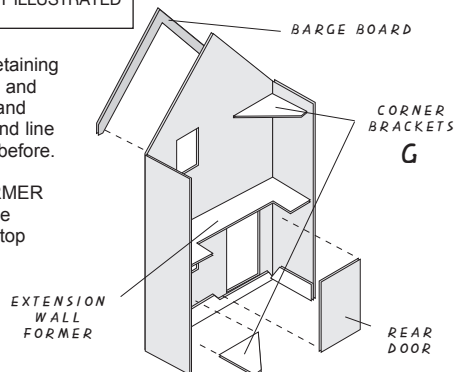 ILLUSTRATED
BARGE BOARD
etaining
and
and
nd line
before.
CORNER
BRACKETS
G
RMER
e
top
EXTENSION
WALL
FORMER
REAR
DOOR